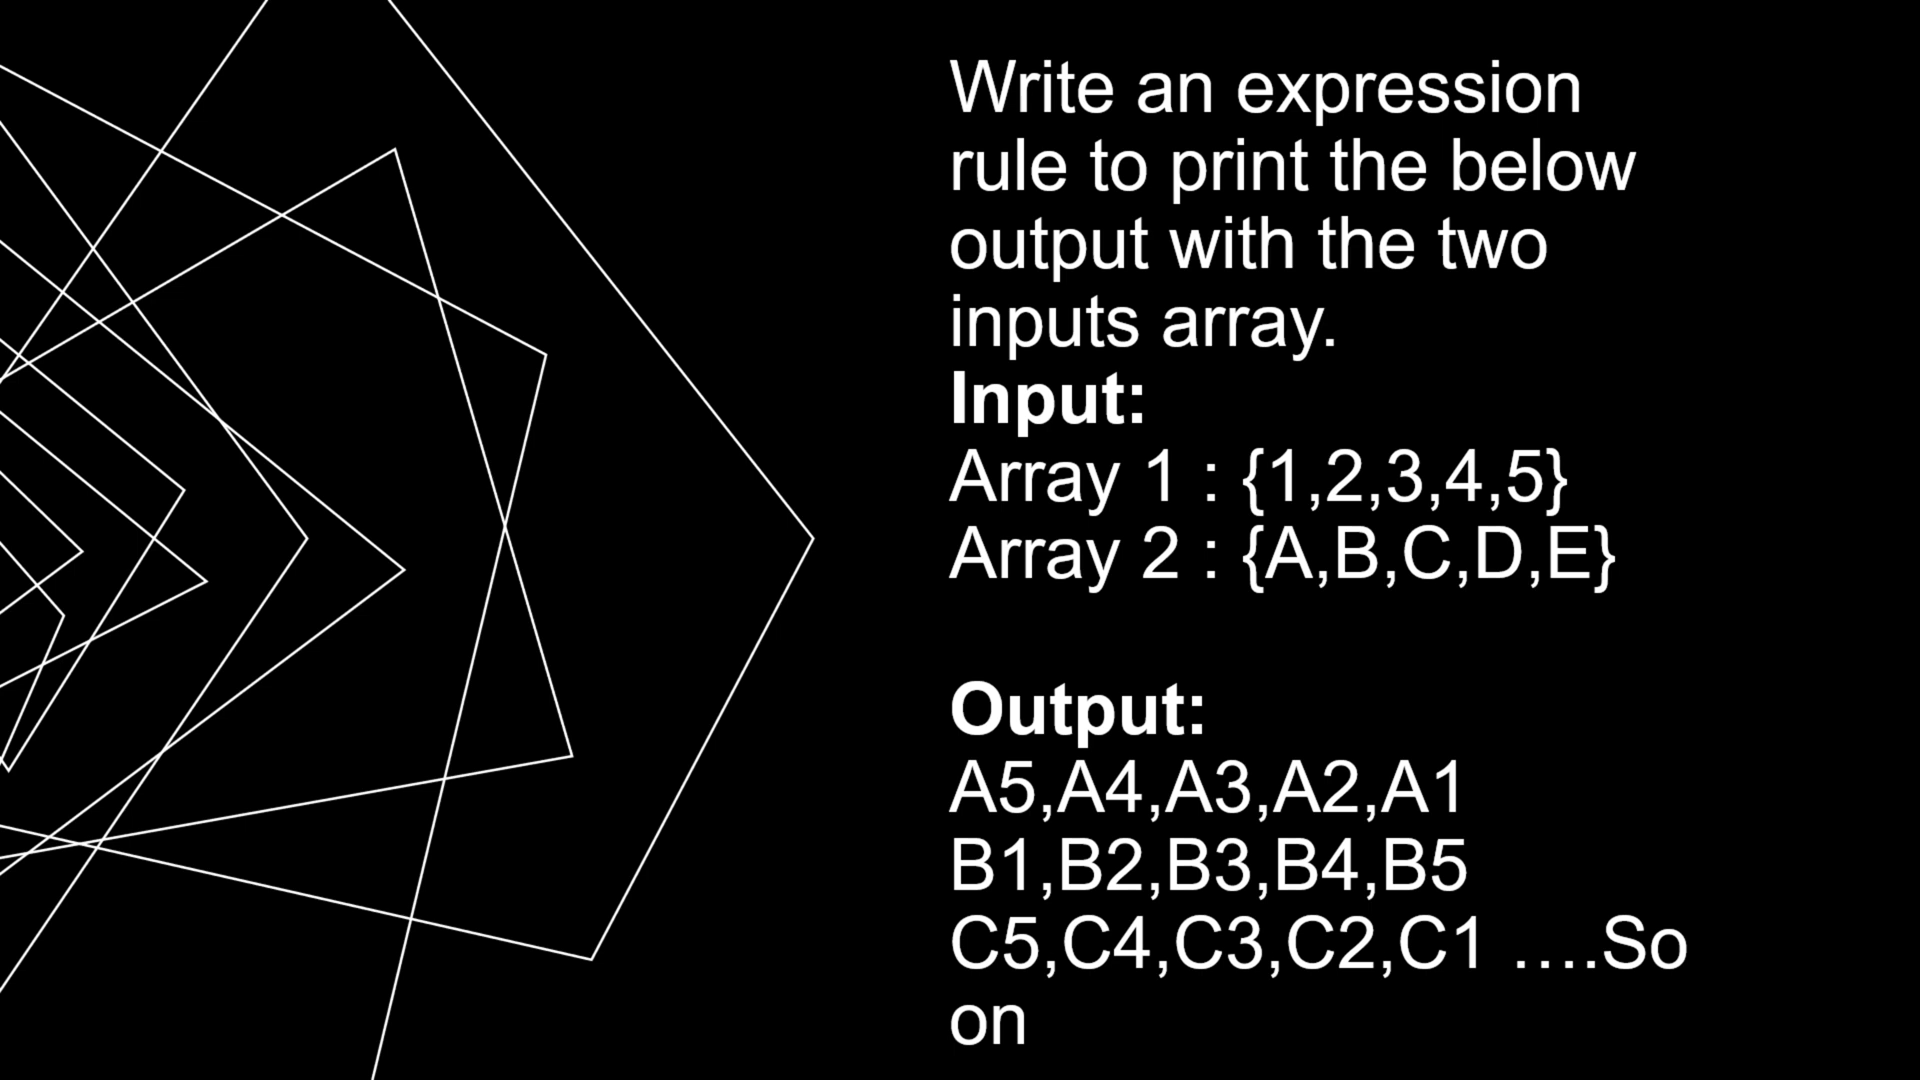 Write an expression
rule to print the below
output with the two
inputs array.
Input:
Array 1 : {1,2,3,4,5}
Array 2 : {A,B,C,D,E}
Output:
A5,A4,A3,A2,A1
B1,B2,B3,B4,B5
C5,C4,C3,C2,C1 ….So
on